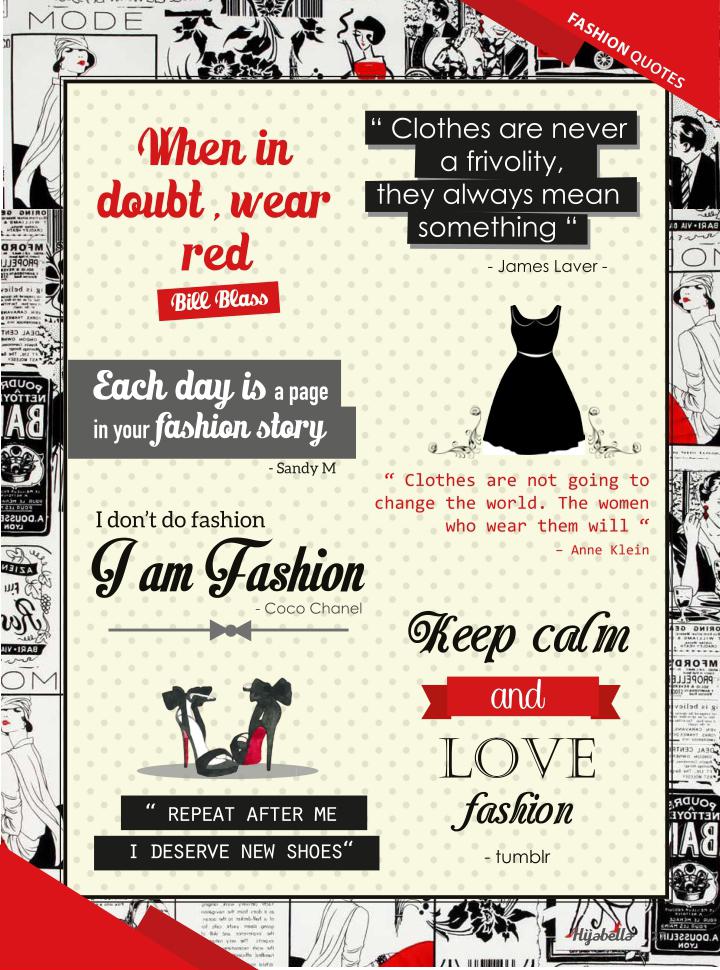 MODE
FASHION QUOTES
When in
doubt, wear
red
Bill Blass
“ Clothes are never
a frivolity,
they always mean
something “
- James Laver -
Each day is a page
in your fashion story
- Sandy M
“ Clothes are not going to
change the world. The women
who wear them will “
– Anne Klein
I don’t do fashion
I am Fashion
- Coco Chanel
Keep calm
and
LOVE
fashion
- tumblr
“ REPEAT AFTER ME
I DESERVE NEW SHOES“
Hijabella